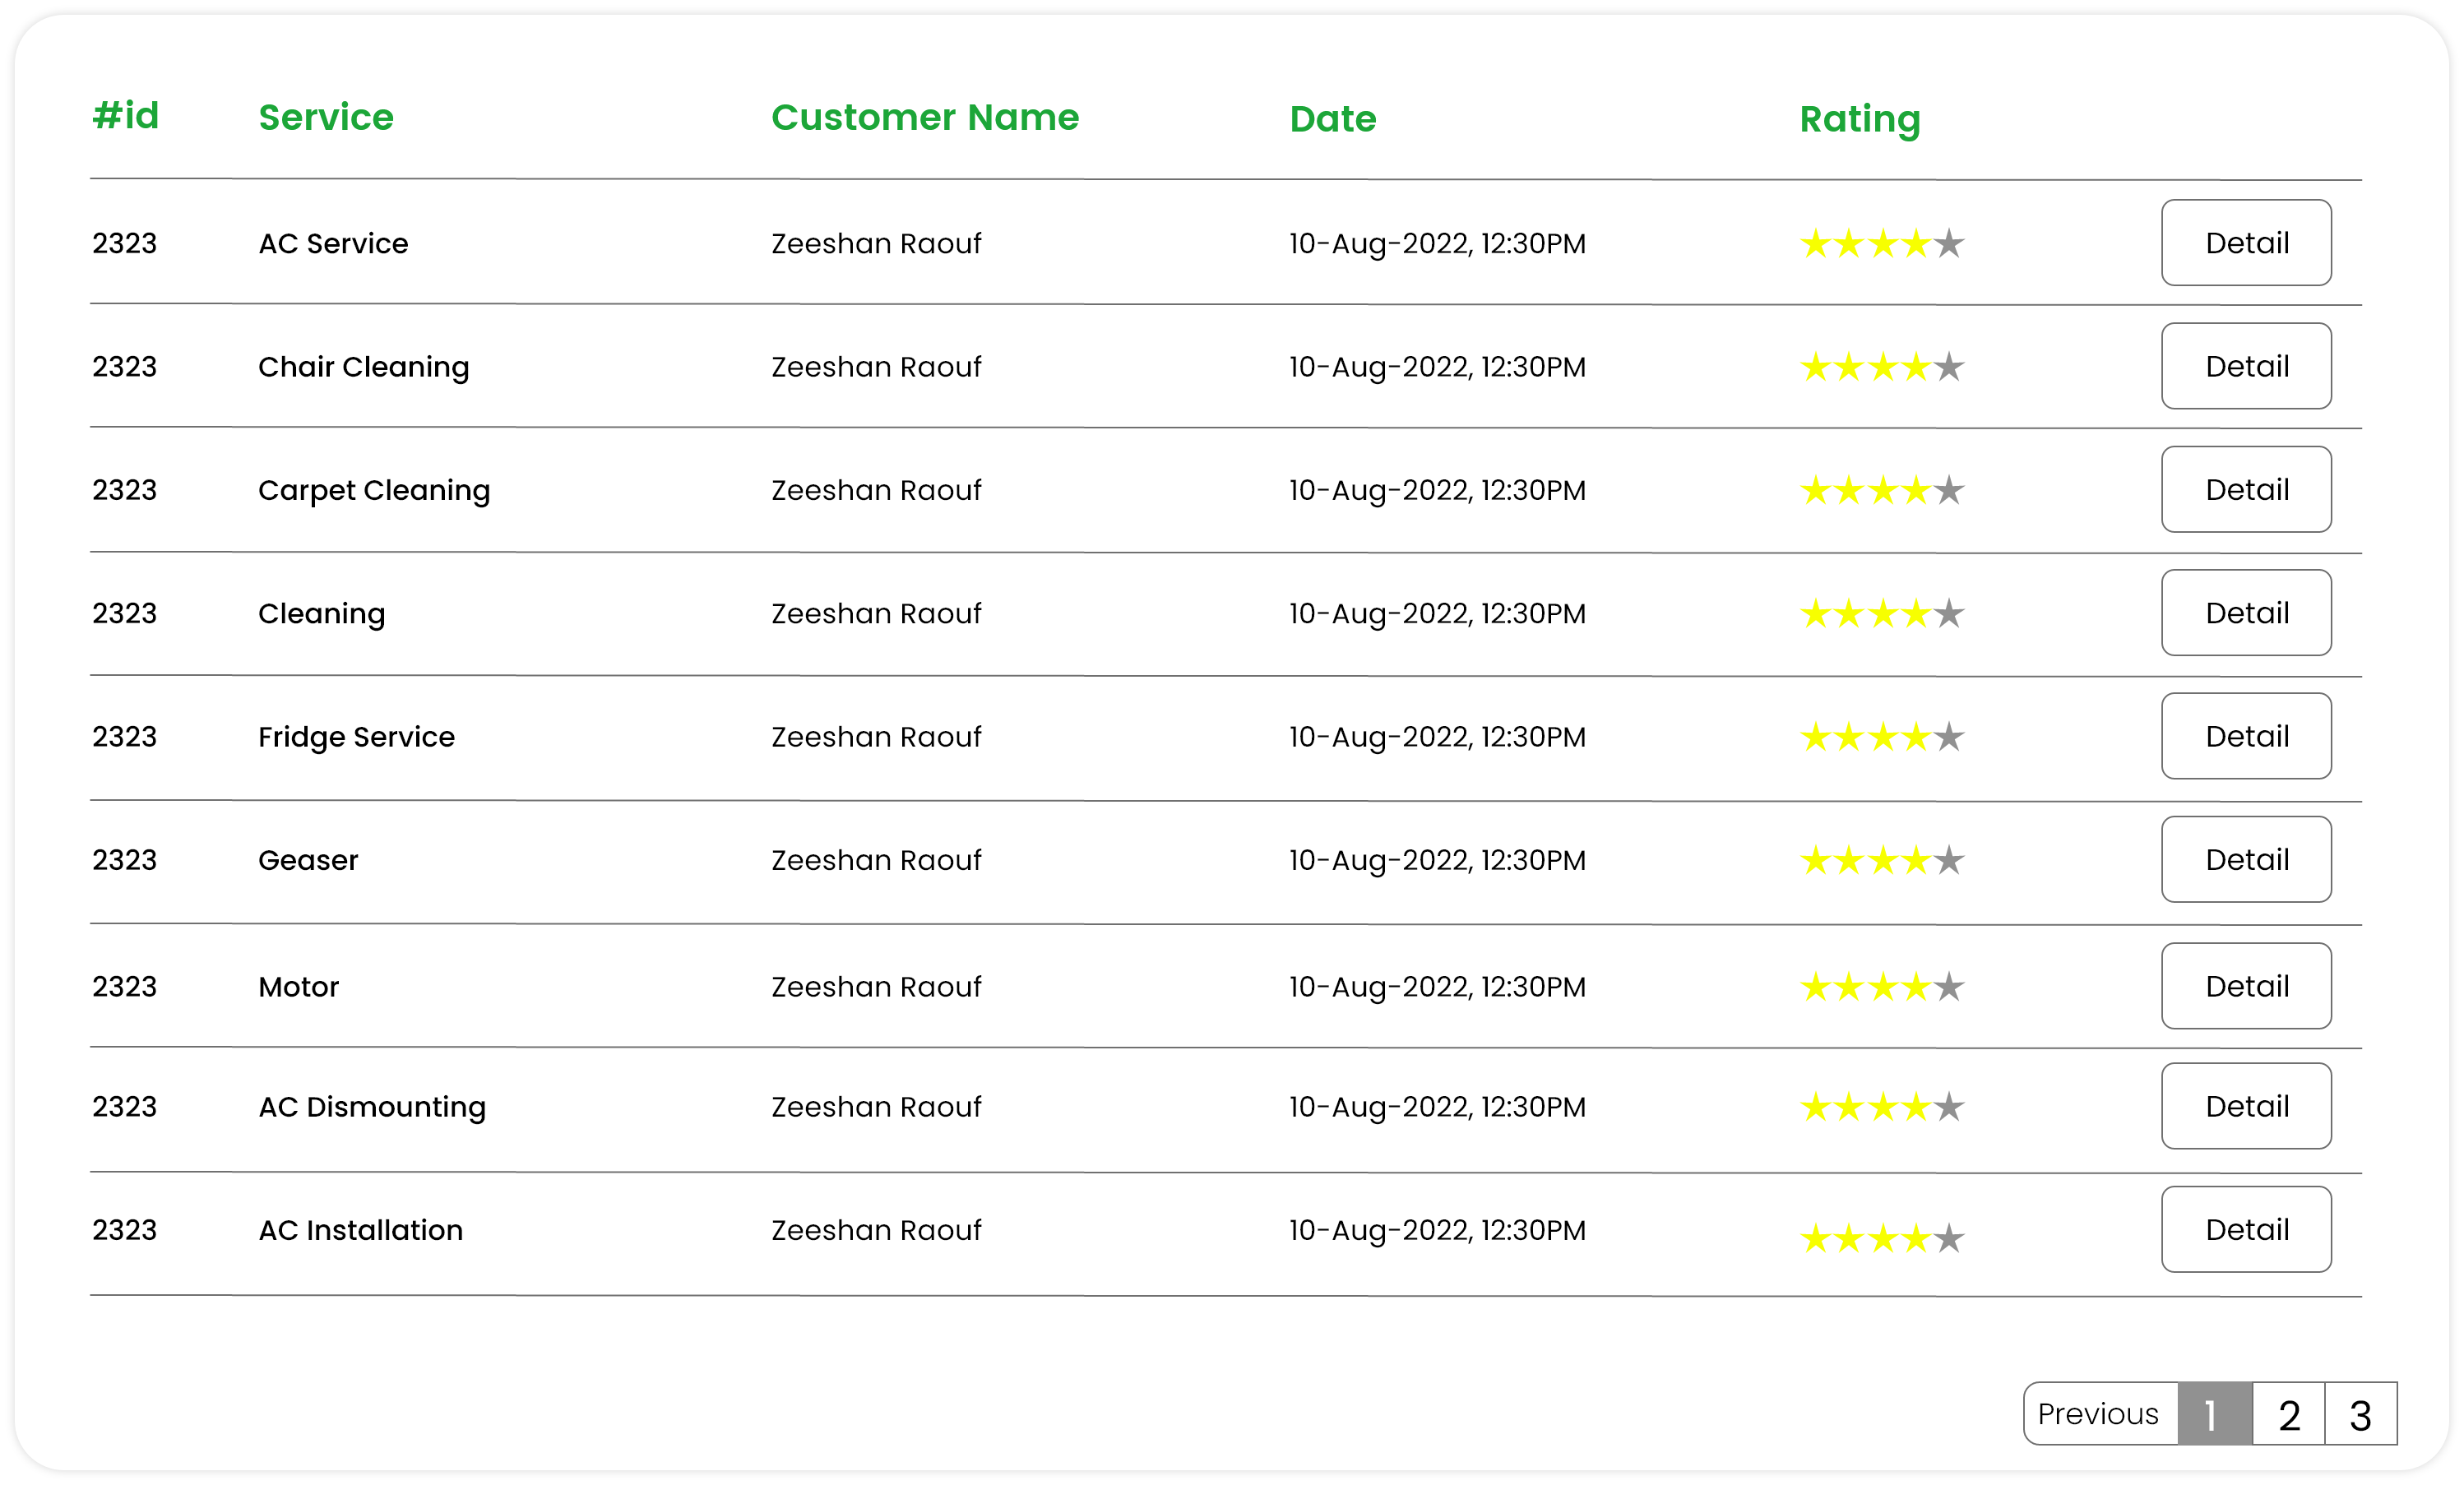 #id Service Customer Name Date Rating
2323 AC Service Zeeshan Raouf 10-Aug-2022, 12:30PM Detail
2323 Chair Cleaning Zeeshan Raouf 10-Aug-2022, 12:30PM Detail
2323 Carpet Cleaning Zeeshan Raouf 10-Aug-2022, 12:30PM Detail
2323 Cleaning Zeeshan Raouf 10-Aug-2022, 12:30PM Detail
2323 Fridge Service Zeeshan Raouf 10-Aug-2022, 12:30PM Detail
2323 Geaser Zeeshan Raouf 10-Aug-2022, 12:30PM Detail
2323 Motor Zeeshan Raouf 10-Aug-2022, 12:30PM Detail
2323 AC Dismounting Zeeshan Raouf 10-Aug-2022, 12:30PM Detail
2323 AC Installation Zeeshan Raouf 10-Aug-2022, 12:30PM Detail
Previous 1 2 3